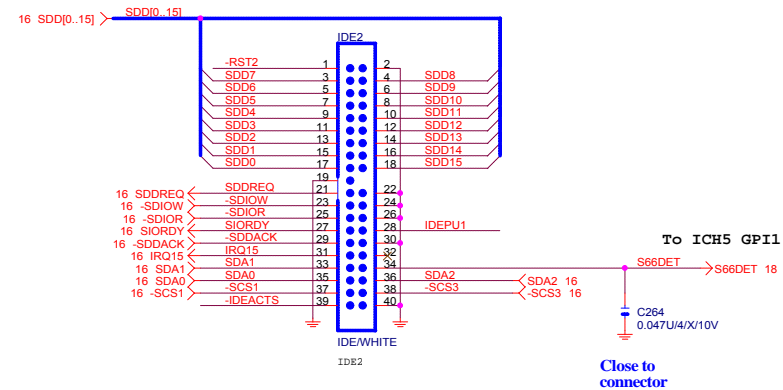 16 SDD[0..15]
SDD[0..15]
IDE2
-RST2 1 2
SDD7 3 4 SDD8
SDD6 5 6 SDD9
SDD5 7 8 SDD10
SDD4 9 10 SDD11
SDD3 11 12 SDD12
SDD2 13 14 SDD13
SDD1 15 16 SDD14
SDD0 17 18 SDD15
19
16 SDDREQ SDDREQ 21 22
16 -SDIOW -SDIOW 23 24
16 -SDIOR -SDIOR 25 26
16 SIORDY SIORDY 27 28 IDEPU1
16 -SDDACK -SDDACK 29 30
16 IRQ15 IRQ15 31 32
16 SDA1 SDA1 33 34
16 SDA0 SDA0 35 36 SDA2 SDA2 16
16 -SCS1 -SCS1 37 38 -SCS3 -SCS3 16
-IDEACTS 39 40
To ICH5 GPI1
S66DET S66DET 18
C264
0.047U/4/X/10V
IDE/WHITE
IDE2
Close to
connector